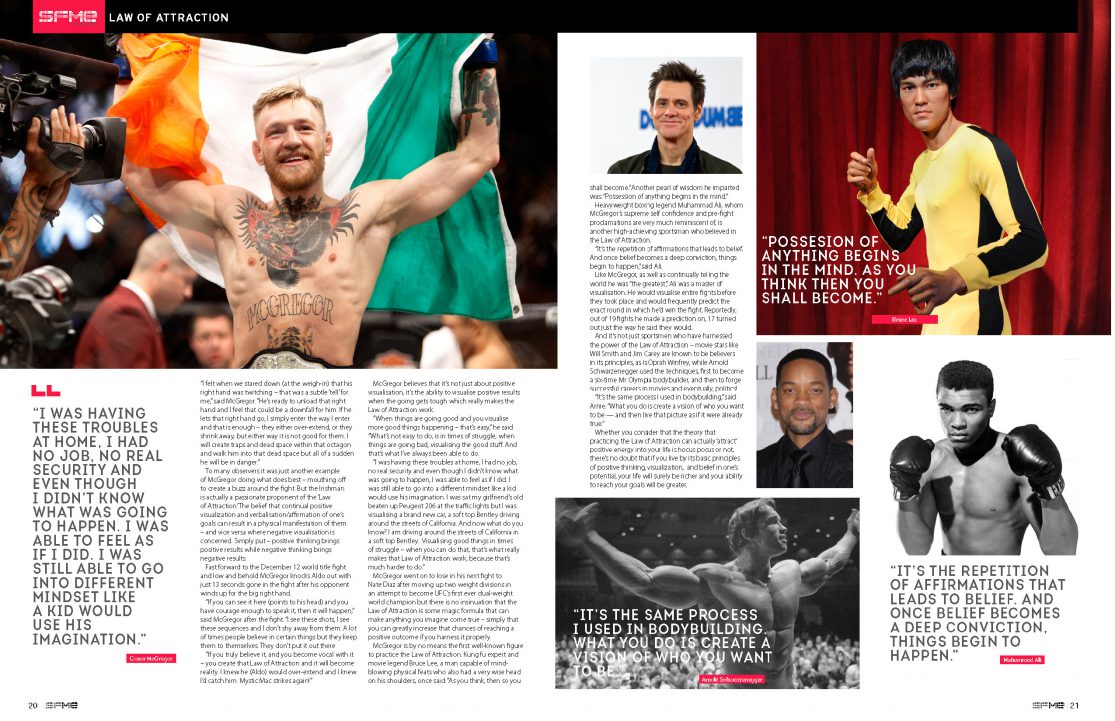 SFME LAW OF ATTRACTION
MCGREGOR
"I WAS HAVING
THESE TROUBLES
AT HOME, I HAD
NO JOB, NO REAL
SECURITY AND
EVEN THOUGH
I DIDN'T KNOW
WHAT WAS GOING
TO HAPPEN. I WAS
ABLE TO FEEL AS
IF I DID. I WAS
STILL ABLE TO GO
INTO DIFFERENT
MINDSET LIKE
A KID WOULD
USE HIS
IMAGINATION."
Conor McGregor
"I felt when we stared down (at the weigh-in) that his
right hand was twitching – that was a subtle 'tell' for
me," said McGregor. "He's ready to unload that right
hand and I feel that could be a downfall for him. If he
lets that right hand go, I simply enter the way I enter
and that is enough – they either over-extend, or they
shrink away, but either way it is not good for them. I
will create traps and dead space within that octagon
and walk him into that dead space but all of a sudden
he will be in danger."
To many observers it was just another example
of McGregor doing what does best – mouthing off
to create a buzz around the fight. But the Irishman
is actually a passionate proponent of the 'Law
of Attraction'. The belief that continual positive
visualization and verbalisation/affirmation of one's
goals can result in a physical manifestation of them
– and vice versa where negative visualisation is
concerned. Simply put – positive thinking brings
positive results while negative thinking brings
negative results.
Fast forward to the December 12 world title fight
and low and behold McGregor knocks Aldo out with
just 13 seconds gone in the fight after his opponent
winds up for the big right hand.
"If you can see it here (points to his head) and you
have courage enough to speak it, then it will happen,"
said McGregor after the fight. "I see these shots, I see
these sequences and I don't shy away from them. A lot
of times people believe in certain things but they keep
them to themselves. They don't put it out there
"If you truly believe it, and you become vocal with it
– you create that Law of Attraction and it will become
reality. I knew he (Aldo) would over-extend and I knew
I'd catch him. Mystic Mac strikes again!"
McGregor believes that it's not just about positive
visualisation, it's the ability to visualise positive results
when the going gets tough which really makes the
Law of Attraction work.
"When things are going good and you visualise
more good things happening – that's easy," he said.
"What's not easy to do, is in times of struggle, when
things are going bad, visualising the good stuff. And
that's what I've always been able to do.
"I was having these troubles at home, I had no job,
no real security and even though I didn't know what
was going to happen, I was able to feel as if I did. I
was still able to go into a different mindset like a kid
would use his imagination. I was sat my girlfriend's old
beaten up Peugeot 206 at the traffic lights but I was
visualising a brand new car, a soft top Bentley driving
around the streets of California. And now what do you
know? I am driving around the streets of California in
a soft top Bentley. Visualising good things in times
of struggle – when you can do that, that's what really
makes that Law of Attraction work, because that's
much harder to do."
McGregor went on to lose in his next fight to
Nate Diaz after moving up two weight divisions in
an attempt to become UFC's first ever dual-weight
world champion but there is no insinuation that the
Law of Attraction is some magic formula that can
make anything you imagine come true – simply that
you can greatly increase that chances of reaching a
positive outcome if you harness it properly.
McGregor is by no means the first well-known figure
to practice the Law of Attraction. Kung fu expert and
movie legend Bruce Lee, a man capable of mind-
blowing physical feats who also had a very wise head
on his shoulders, once said: "As you think, then so you
shall become." Another pearl of wisdom he imparted
was: "Possession of anything begins in the mind."
Heavyweight boxing legend Muhammad Ali, whom
McGregor's supreme self confidence and pre-fight
proclamations are very much reminiscent of, is
another high-achieving sportsman who believed in
the Law of Attraction.
"It's the repetition of affirmations that leads to belief.
And once belief becomes a deep conviction, things
begin to happen," said Ali.
Like McGregor, as well as continually telling the
world he was "the greatest", Ali was a master of
visualisation. He would visualise entire fights before
they took place and would frequently predict the
exact round in which he'd win the fight. Reportedly,
out of 19 fights he made a prediction on, 17 turned
out just the way he said they would.
And it's not just sportsmen who have harnessed
the power of the Law of Attraction – movie stars like
Will Smith and Jim Carey are known to be believers
in its principles, as is Oprah Winfrey, while Arnold
Schwarzenegger used the techniques, first to become
a six-time Mr Olympia bodybuilder, and then to forge
successful careers in movies and eventually, politics!
"It's the same process I used in bodybuilding," said
Arnie. "What you do is create a vision of who you want
to be — and then live that picture as if it were already
true."
Whether you consider that the theory that
practicing the Law of Attraction can actually 'attract'
positive energy into your life is hocus pocus or not,
there's no doubt that if you live by its basic principles
of positive thinking, visualization, and belief in one's
potential, your life will surely be richer and your ability
to reach your goals will be greater.
"POSSESION OF
ANYTHING BEGINS
IN THE MIND. AS YOU
THINK THEN YOU
SHALL BECOME."
Bruce Lee
"IT'S THE SAME PROCESS
I USED IN BODYBUILDING.
WHAT YOU DO IS CREATE A
VISION OF WHO YOU WANT
TO BE
Arnold Schwarzenegger
"IT'S THE REPETITION
OF AFFIRMATIONS THAT
LEADS TO BELIEF. AND
ONCE BELIEF BECOMES
A DEEP CONVICTION,
THINGS BEGIN TO
HAPPEN."
Muhammad Ali
20 SFME
SFME 21